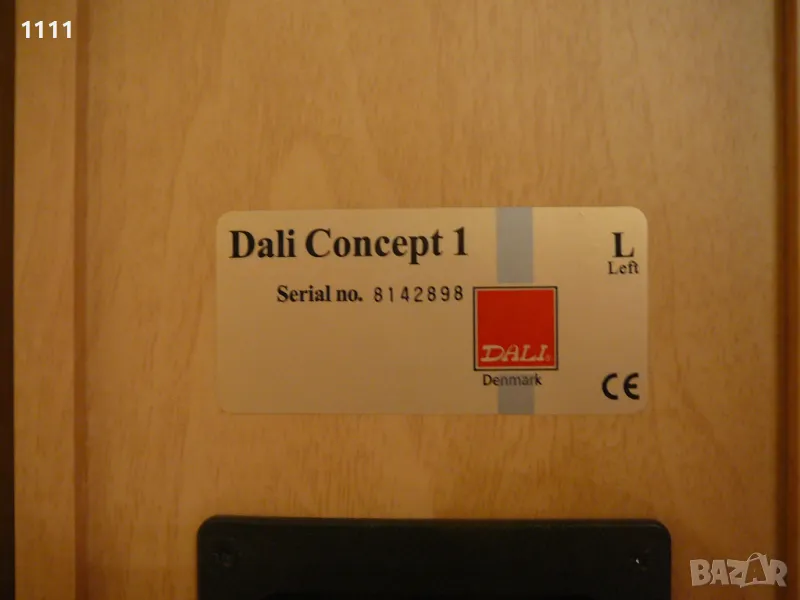 1111
Dali Concept 1
L
Left
Serial no. 8142898
DALI
Denmark
CE
BAZAR